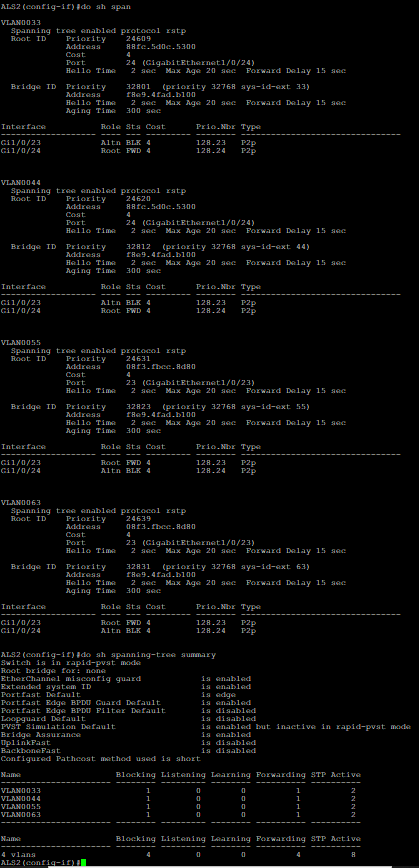 ALS2(config-if)#do sh span
VLAN0033
Spanning tree enabled protocol rstp
Root ID Priority 24609
Address 88fc.5d0c.5300
Cost 4
Port 24 (GigabitEthernet1/0/24)
Hello Time 2 sec Max Age 20 sec Forward Delay 15 sec
Bridge ID Priority 32801 (priority 32768 sys-id-ext 33)
Address f8e9.4fad.b100
Hello Time 2 sec Max Age 20 sec Forward Delay 15 sec
Aging Time 300 sec
Interface Role Sts Cost Prio.Nbr Type
------------------- ---- --- --------- -------- --------------------------------
Gi1/0/23 Altn BLK 4 128.23 P2p
Gi1/0/24 Root FWD 4 128.24 P2p
VLAN0044
Spanning tree enabled protocol rstp
Root ID Priority 24620
Address 88fc.5d0c.5300
Cost 4
Port 24 (GigabitEthernet1/0/24)
Hello Time 2 sec Max Age 20 sec Forward Delay 15 sec
Bridge ID Priority 32812 (priority 32768 sys-id-ext 44)
Address f8e9.4fad.b100
Hello Time 2 sec Max Age 20 sec Forward Delay 15 sec
Aging Time 300 sec
Interface Role Sts Cost Prio.Nbr Type
------------------- ---- --- --------- -------- --------------------------------
Gi1/0/23 Altn BLK 4 128.23 P2p
Gi1/0/24 Root FWD 4 128.24 P2p
VLAN0055
Spanning tree enabled protocol rstp
Root ID Priority 24631
Address 08f3.fbcc.8d80
Cost 4
Port 23 (GigabitEthernet1/0/23)
Hello Time 2 sec Max Age 20 sec Forward Delay 15 sec
Bridge ID Priority 32823 (priority 32768 sys-id-ext 55)
Address f8e9.4fad.b100
Hello Time 2 sec Max Age 20 sec Forward Delay 15 sec
Aging Time 300 sec
Interface Role Sts Cost Prio.Nbr Type
------------------- ---- --- --------- -------- --------------------------------
Gi1/0/23 Root FWD 4 128.23 P2p
Gi1/0/24 Altn BLK 4 128.24 P2p
VLAN0063
Spanning tree enabled protocol rstp
Root ID Priority 24639
Address 08f3.fbcc.8d80
Cost 4
Port 23 (GigabitEthernet1/0/23)
Hello Time 2 sec Max Age 20 sec Forward Delay 15 sec
Bridge ID Priority 32831 (priority 32768 sys-id-ext 63)
Address f8e9.4fad.b100
Hello Time 2 sec Max Age 20 sec Forward Delay 15 sec
Aging Time 300 sec
Interface Role Sts Cost Prio.Nbr Type
------------------- ---- --- --------- -------- --------------------------------
Gi1/0/23 Root FWD 4 128.23 P2p
Gi1/0/24 Altn BLK 4 128.24 P2p
ALS2(config-if)#do sh spanning-tree summary
Switch is in rapid-pvst mode
Root bridge for: none
EtherChannel misconfig guard is enabled
Extended system ID is enabled
Portfast Default is edge
Portfast Edge BPDU Guard Default is enabled
Portfast Edge BPDU Filter Default is disabled
Loopguard Default is disabled
PVST Simulation Default is enabled but inactive in rapid-pvst mode
Bridge Assurance is enabled
UplinkFast is disabled
BackboneFast is disabled
Configured Pathcost method used is short
Name Blocking Listening Learning Forwarding STP Active
---------------------- -------- --------- -------- ---------- ----------
VLAN0033 1 0 0 1 2
VLAN0044 1 0 0 1 2
VLAN0055 1 0 0 1 2
VLAN0063 1 0 0 1 2
---------------------- -------- --------- -------- ---------- ----------
Name Blocking Listening Learning Forwarding STP Active
---------------------- -------- --------- -------- ---------- ----------
4 vlans 4 0 0 4 8
ALS2(config-if)#